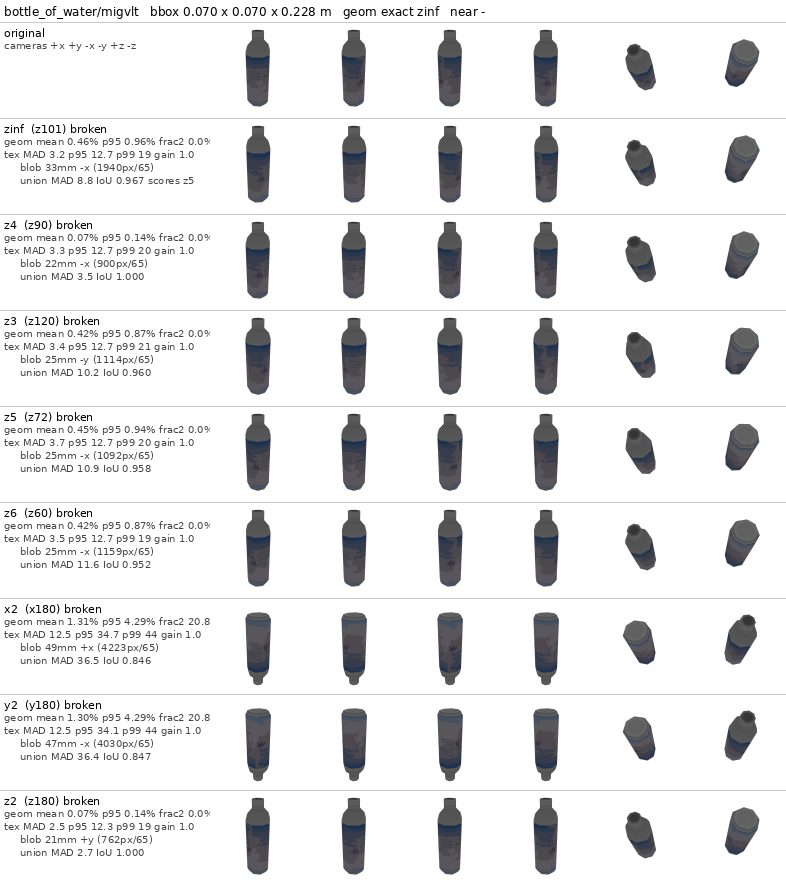 bottle_of_water/migvlt bbox 0.070 x 0.070 x 0.228 m geom exact zinf near -
original
cameras +x +y -x -y +z -z
zinf (z101) broken
geom mean 0.46% p95 0.96% frac2 0.0%
tex MAD 3.2 p95 12.7 p99 19 gain 1.0
blob 33mm -x (1940px/65)
union MAD 8.8 IoU 0.967 scores z5
z4 (z90) broken
geom mean 0.07% p95 0.14% frac2 0.0%
tex MAD 3.3 p95 12.7 p99 20 gain 1.0
blob 22mm -x (900px/65)
union MAD 3.5 IoU 1.000
z3 (z120) broken
geom mean 0.42% p95 0.87% frac2 0.0%
tex MAD 3.4 p95 12.7 p99 21 gain 1.0
blob 25mm -y (1114px/65)
union MAD 10.2 IoU 0.960
z5 (z72) broken
geom mean 0.45% p95 0.94% frac2 0.0%
tex MAD 3.7 p95 12.7 p99 20 gain 1.0
blob 25mm -x (1092px/65)
union MAD 10.9 IoU 0.958
z6 (z60) broken
geom mean 0.42% p95 0.87% frac2 0.0%
tex MAD 3.5 p95 12.7 p99 19 gain 1.0
blob 25mm -x (1159px/65)
union MAD 11.6 IoU 0.952
x2 (x180) broken
geom mean 1.31% p95 4.29% frac2 20.8
tex MAD 12.5 p95 34.7 p99 44 gain 1.0
blob 49mm +x (4223px/65)
union MAD 36.5 IoU 0.846
y2 (y180) broken
geom mean 1.30% p95 4.29% frac2 20.8
tex MAD 12.5 p95 34.1 p99 44 gain 1.0
blob 47mm -x (4030px/65)
union MAD 36.4 IoU 0.847
z2 (z180) broken
geom mean 0.07% p95 0.14% frac2 0.0%
tex MAD 2.5 p95 12.3 p99 19 gain 1.0
blob 21mm +y (762px/65)
union MAD 2.7 IoU 1.000